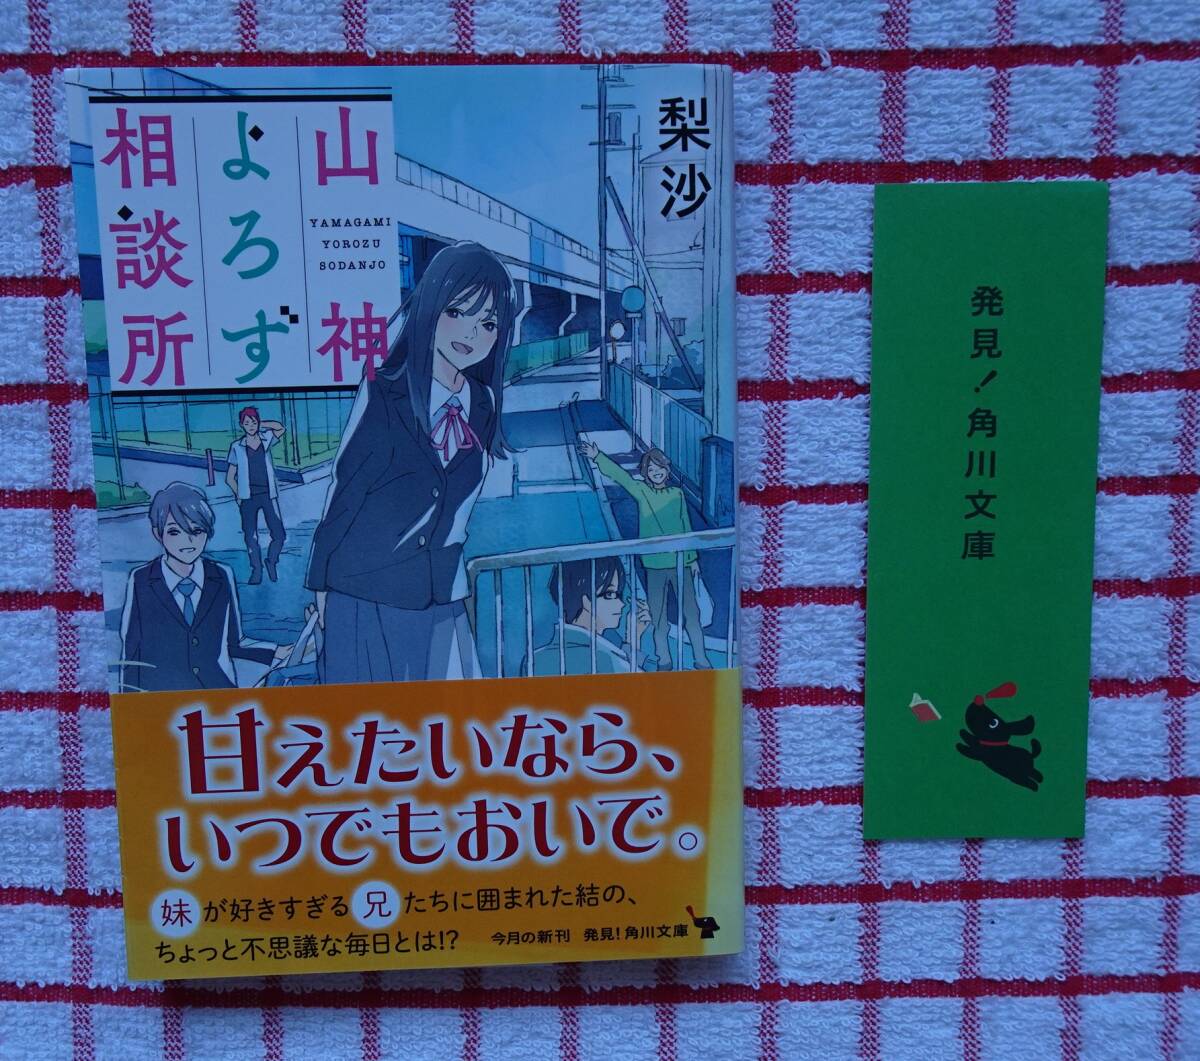 山神
よろず
相談所
YAMAGAMI
YOROZU
SODANJO
梨沙
甘えたいなら、
いつでもおいで。
妹が好きすぎる兄たちに囲まれた結の、
ちょっと不思議な毎日とは!?
今月の新刊 発見!角川文庫
発見!角川文庫